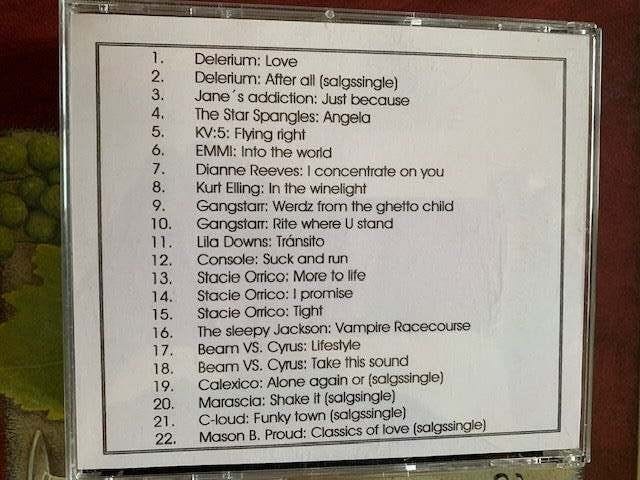 1. Delerium: Love
2. Delerium: After all (salgssingle)
3. Jane´s addiction: Just because
4. The Star Spangles: Angela
5. KV:5: Flying right
6. EMMI: Into the world
7. Dianne Reeves: I concentrate on you
8. Kurt Elling: In the winelight
9. Gangstarr: Werdz from the ghetto child
10. Gangstarr: Rite where U stand
11. Lila Downs: Tránsito
12. Console: Suck and run
13. Stacie Orrico: More to life
14. Stacie Orrico: I promise
15. Stacie Orrico: Tight
16. The sleepy Jackson: Vampire Racecourse
17. Beam VS. Cyrus: Lifestyle
18. Beam VS. Cyrus: Take this sound
19. Calexico: Alone again or (salgssingle)
20. Marascia: Shake it (salgsingle)
21. C-loud: Funky town (salgssingle)
22. Mason B. Proud: Classics of love (salgssingle)